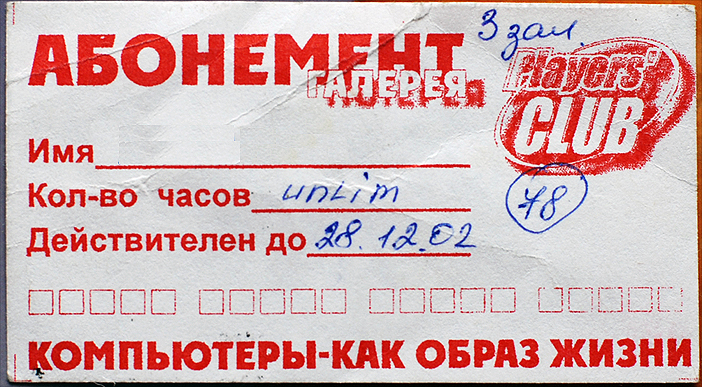 3 зал.
АБОНЕМЕНТ
ГАЛЕРЕЯ
Players'
CLUB
Имя
Кол-во часов unlim
78
Действителен до 28.12.02
КОМПЬЮТЕРЫ-КАК ОБРАЗ ЖИЗНИ